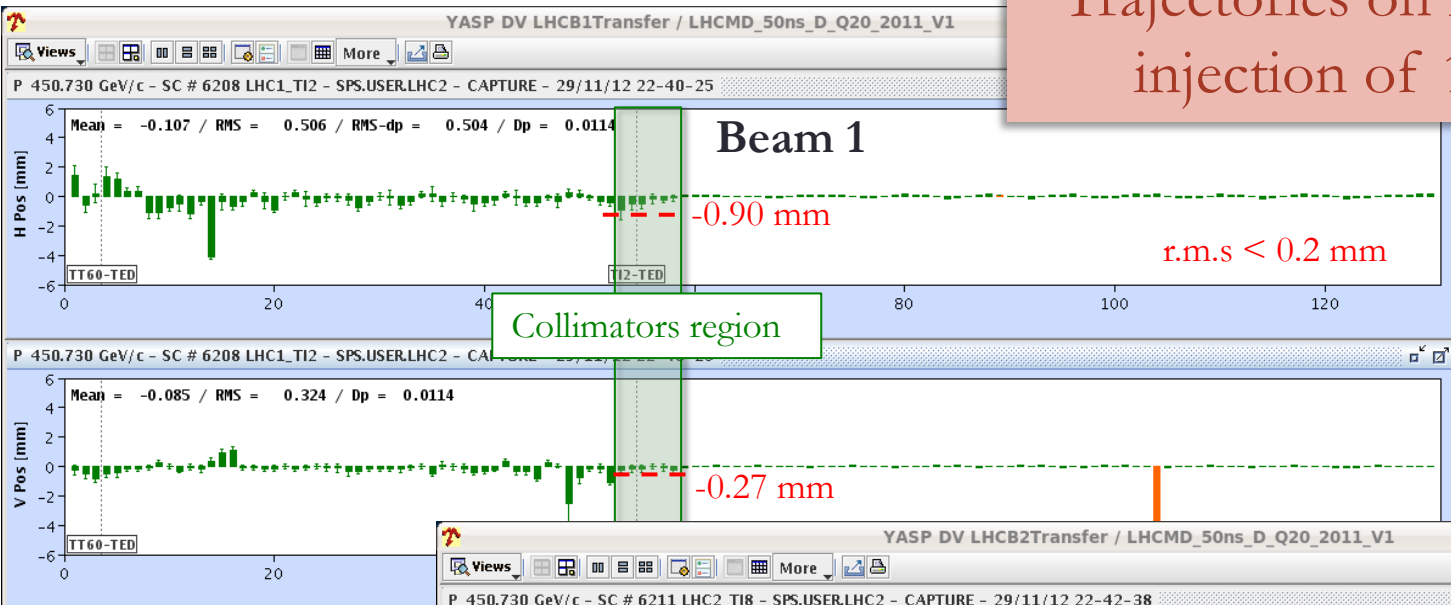 YASP DV LHCB1Transfer / LHCMD_50ns_D_Q20_2011_V1
Trajectories on
injection of
Views
More
P 450.730 GeV/c - SC # 6208 LHC1_TI2 - SPS.USER.LHC2 - CAPTURE - 29/11/12 22-40-25
Mean = -0.107 / RMS = 0.506 / RMS-dp = 0.504 / Dp = 0.0114
Beam 1
H Pos [mm]
6
4
2
0
-2
-4
-6
-0.90 mm
r.m.s < 0.2 mm
TT60-TED
TI2-TED
0 20 40 80 100 120
Collimators region
P 450.730 GeV/c - SC # 6208 LHC1_TI2 - SPS.USER.LHC2 -
Mean = -0.085 / RMS = 0.324 / Dp = 0.0114
V Pos [mm]
6
4
2
0
-2
-4
-6
-0.27 mm
TT60-TED
0 20
YASP DV LHCB2Transfer / LHCMD_50ns_D_Q20_2011_V1
Views
More
P 450.730 GeV/c - SC # 6211 LHC2_TI8 - SPS.USER.LHC2 - CAPTURE - 29/11/12 22-42-38